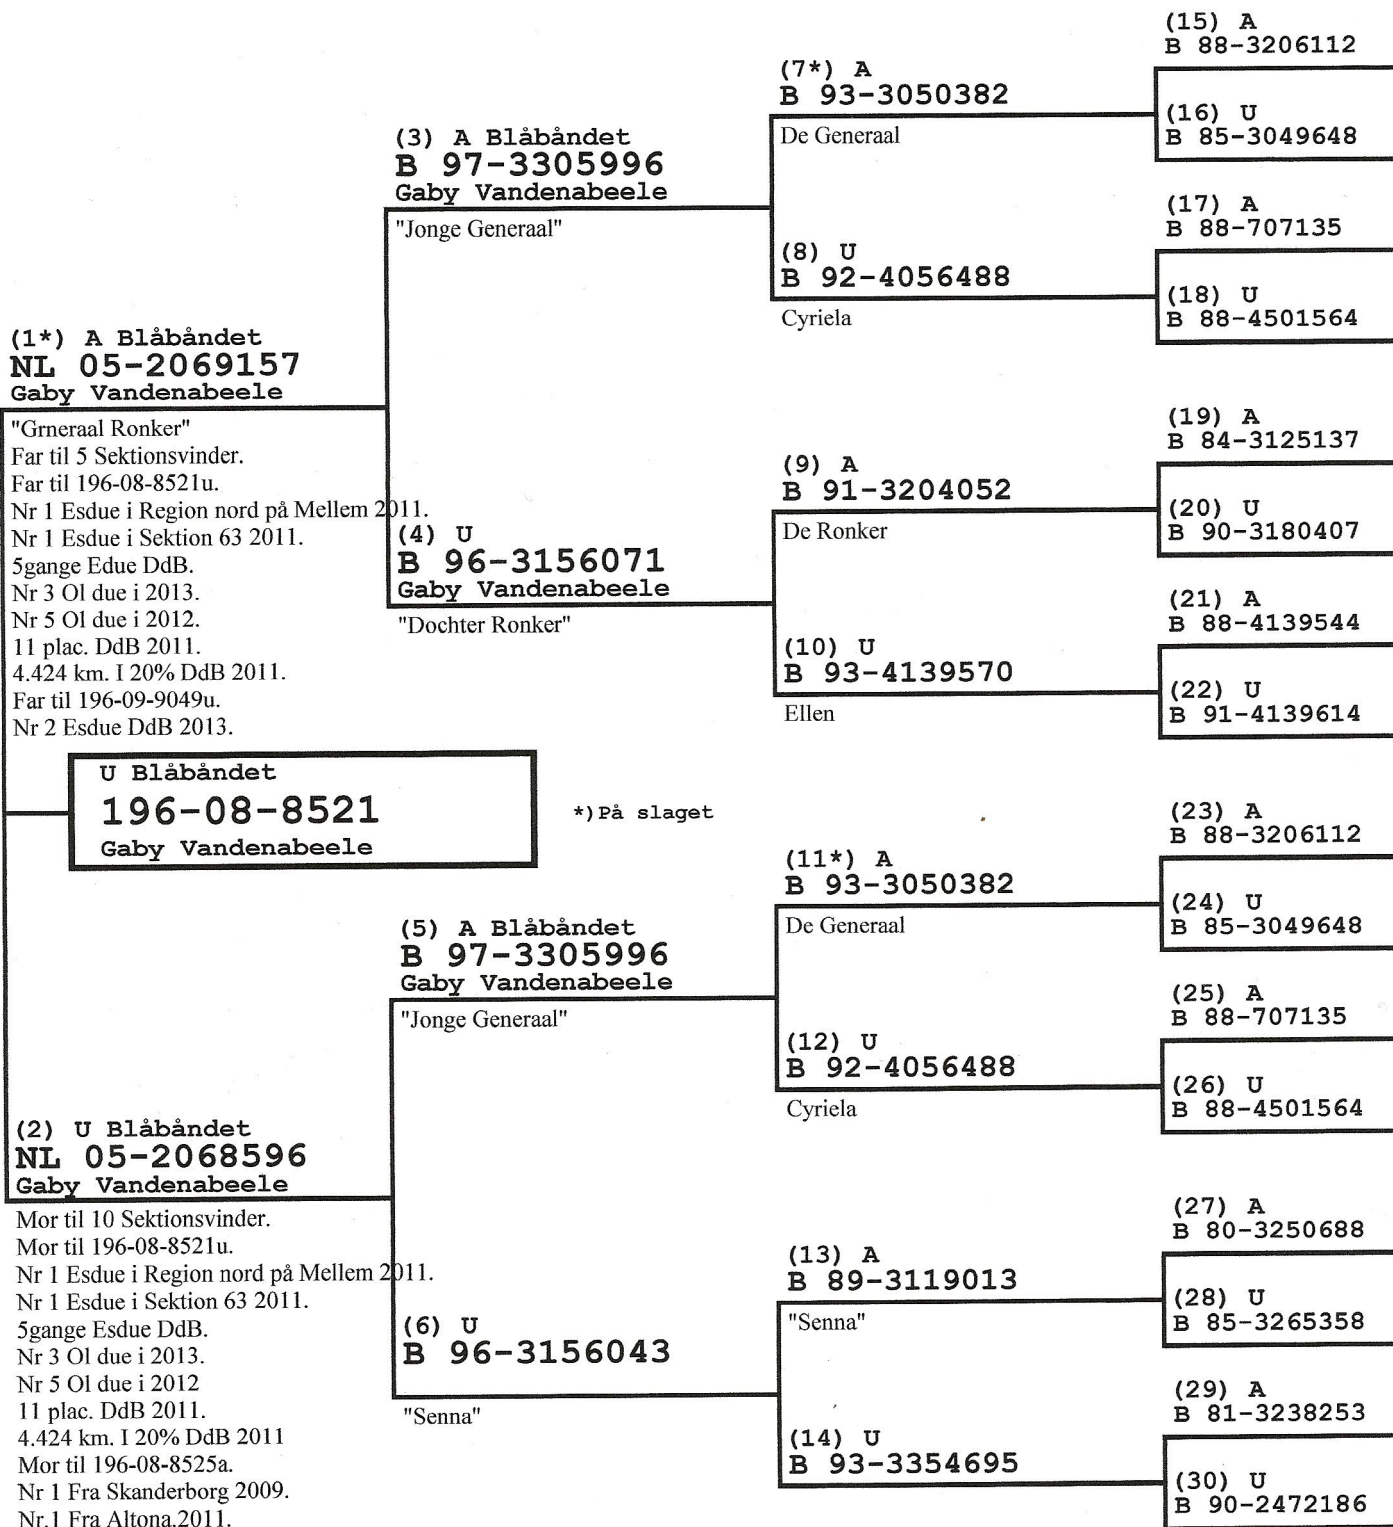 (15) A
B 88-3206112
(7*) A
B 93-3050382
(16) U
B 85-3049648
De Generaal
(3) A Blåbåndet
B 97-3305996
Gaby Vandenabeele
"Jonge Generaal"
(17) A
B 88-707135
(8) U
B 92-4056488
(18) U
B 88-4501564
Cyriela
(1*) A Blåbåndet
NL 05-2069157
Gaby Vandenabeele
"Grneraal Ronker"
Far til 5 Sektionsvinder.
Far til 196-08-8521u.
Nr 1 Esdue i Region nord på Mellem 2011.
Nr 1 Esdue i Sektion 63 2011.
5gange Edue DdB.
Nr 3 Ol due i 2013.
Nr 5 Ol due i 2012.
11 plac. DdB 2011.
4.424 km. I 20% DdB 2011.
Far til 196-09-9049u.
Nr 2 Esdue DdB 2013.
(19) A
B 84-3125137
(9) A
B 91-3204052
(20) U
B 90-3180407
De Ronker
(4) U
B 96-3156071
Gaby Vandenabeele
"Dochter Ronker"
(21) A
B 88-4139544
(10) U
B 93-4139570
(22) U
B 91-4139614
Ellen
U Blåbåndet
196-08-8521
Gaby Vandenabeele
*)På slaget
(23) A
B 88-3206112
(11*) A
B 93-3050382
(24) U
B 85-3049648
De Generaal
(5) A Blåbåndet
B 97-3305996
Gaby Vandenabeele
"Jonge Generaal"
(25) A
B 88-707135
(12) U
B 92-4056488
(26) U
B 88-4501564
Cyriela
(2) U Blåbåndet
NL 05-2068596
Gaby Vandenabeele
Mor til 10 Sektionsvinder.
Mor til 196-08-8521u.
Nr 1 Esdue i Region nord på Mellem 2011.
Nr 1 Esdue i Sektion 63 2011.
5gange Esdue DdB.
Nr 3 Ol due i 2013.
Nr 5 Ol due i 2012
11 plac. DdB 2011.
4.424 km. I 20% DdB 2011
Mor til 196-08-8525a.
Nr 1 Fra Skanderborg 2009.
Nr.1 Fra Altona.2011.
(27) A
B 80-3250688
(13) A
B 89-3119013
(28) U
B 85-3265358
"Senna"
(6) U
B 96-3156043
"Senna"
(29) A
B 81-3238253
(14) U
B 93-3354695
(30) U
B 90-2472186